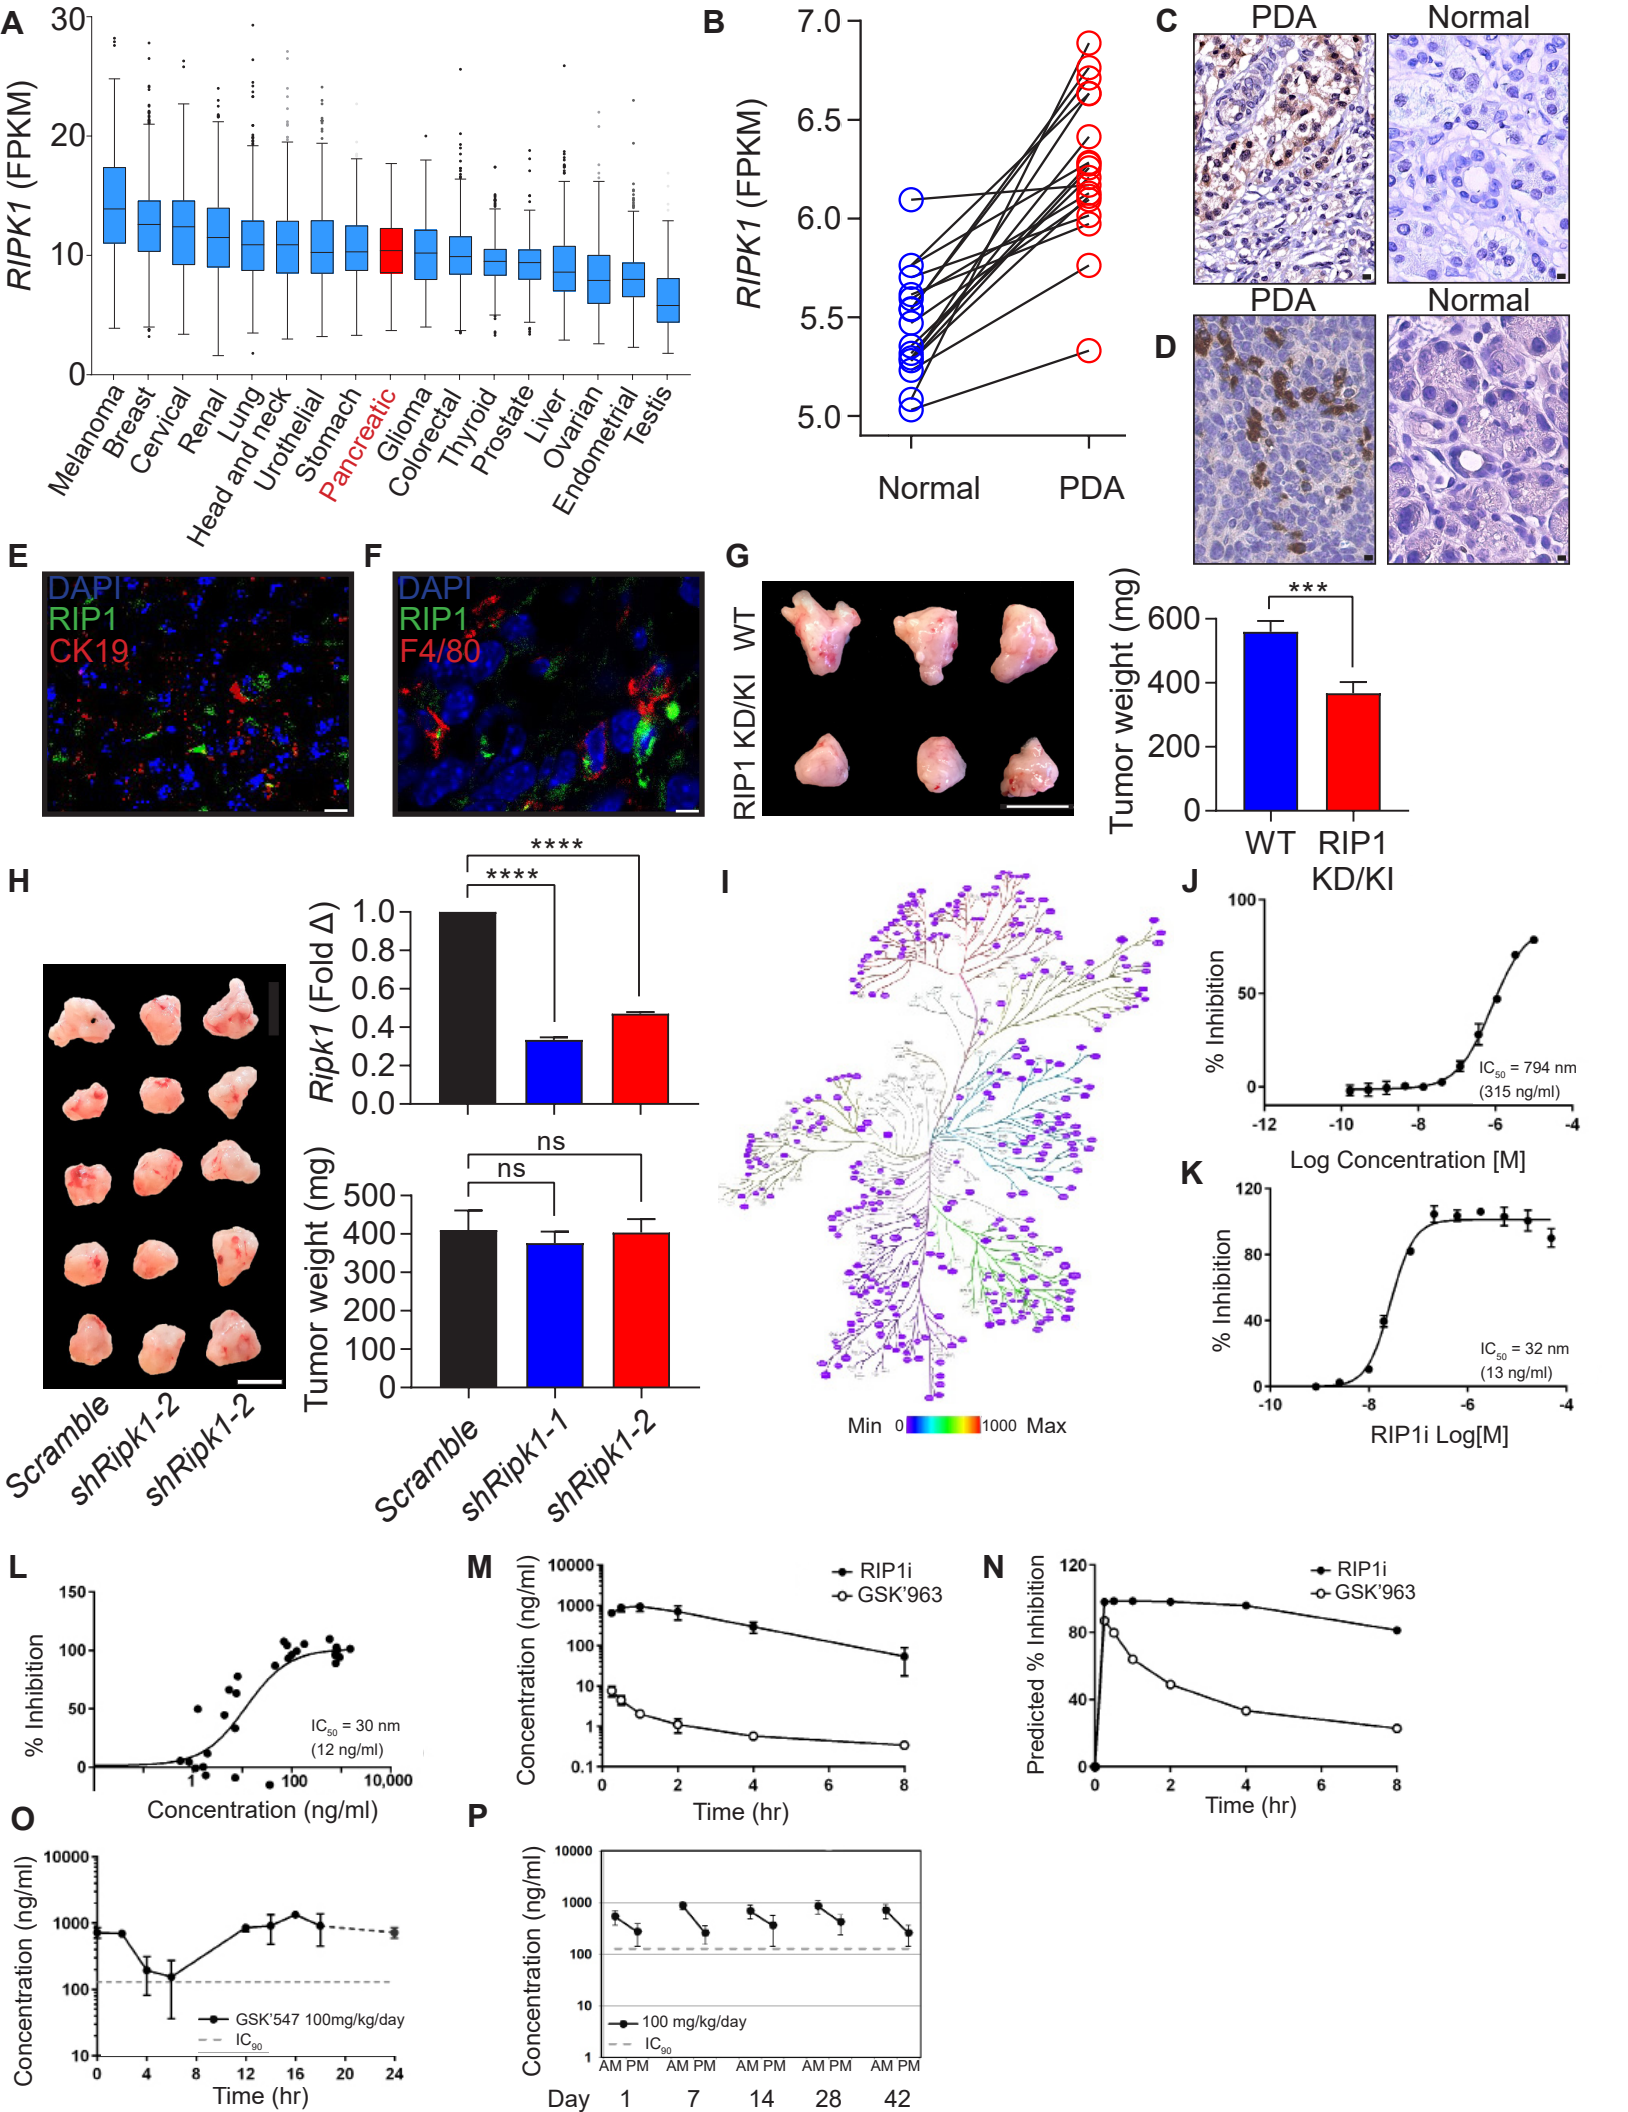 A
30
20
10
0
RIPK1 (FPKM)
Melanoma
Breast
Cervical
Renal
Lung
Head and neck
Urothelial
Stomach
Pancreatic
Glioma
Colorectal
Thyroid
Prostate
Liver
Ovarian
Endometrial
Testis
B
7.0
6.5
6.0
5.5
5.0
RIPK1 (FPKM)
Normal PDA
C
PDA Normal
D
PDA Normal
E
DAPI
RIP1
CK19
F
DAPI
RIP1
F4/80
G
WT
RIP1 KD/KI
Tumor weight (mg)
600
400
200
0
***
WT RIP1
KD/KI
H
Scramble
shRipk1-2
shRipk1-2
Ripk1 (Fold Δ)
1.0
0.8
0.6
0.4
0.2
0.0
****
****
Tumor weight (mg)
500
400
300
200
100
0
ns
ns
Scramble
shRipk1-1
shRipk1-2
I
Min 0 1000 Max
J
% Inhibition
100
50
0
IC50 = 794 nm
(315 ng/ml)
-12 -10 -8 -6 -4
Log Concentration [M]
K
% Inhibition
120
80
40
0
IC50 = 32 nm
(13 ng/ml)
-10 -8 -6 -4
RIP1i Log[M]
L
% Inhibition
150
100
50
0
IC50 = 30 nm
(12 ng/ml)
1 100 10,000
Concentration (ng/ml)
M
Concentration (ng/ml)
10000
1000
100
10
1
0.1
RIP1i
GSK'963
0 2 4 6 8
Time (hr)
N
Predicted % Inhibition
120
80
40
0
RIP1i
GSK'963
0 2 4 6 8
Time (hr)
O
Concentration (ng/ml)
10000
1000
100
10
GSK'547 100mg/kg/day
IC90
0 4 8 12 16 20 24
Time (hr)
P
Concentration (ng/ml)
10000
1000
100
10
1
100 mg/kg/day
IC90
AM PM AM PM AM PM AM PM AM PM
Day 1 7 14 28 42